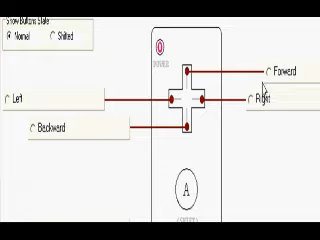 Show Buttons State
Normal Shifted
POWER
Forward
Left
Right
Backward
A